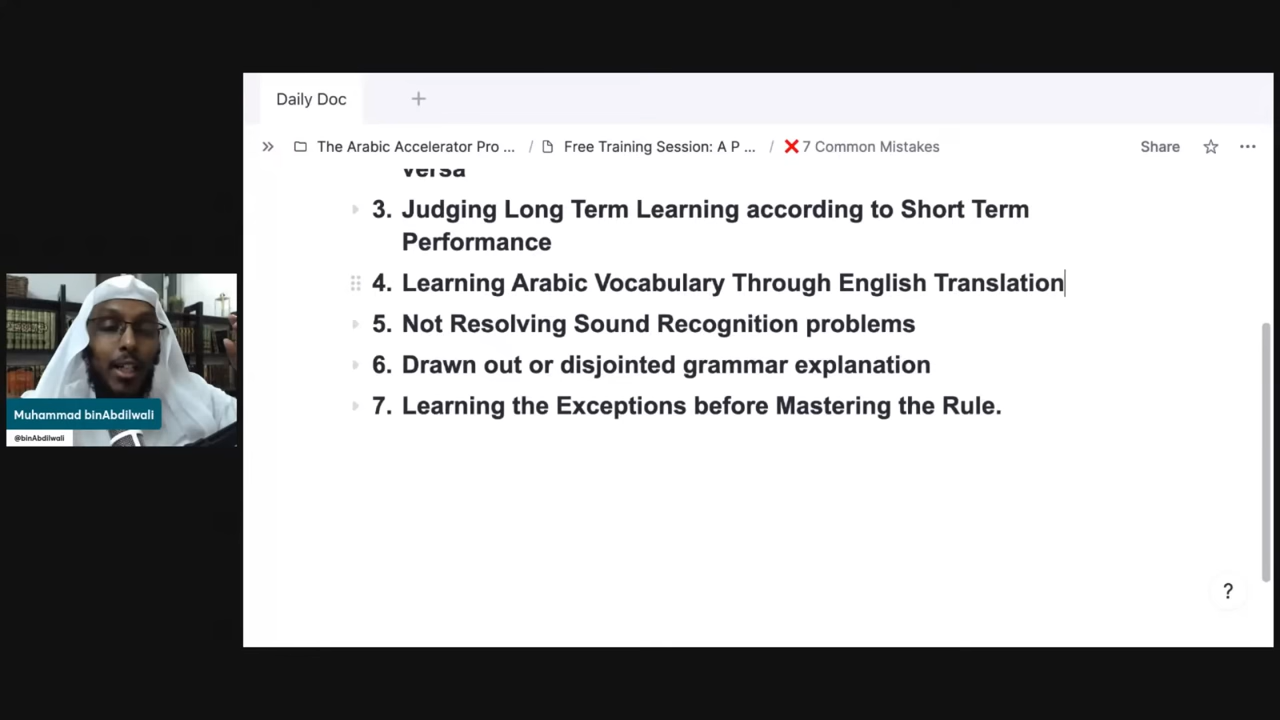 Daily Doc +
» The Arabic Accelerator Pro ... / Free Training Session: A P ... / ❌ 7 Common Mistakes Share ☆ ...
versa
3. Judging Long Term Learning according to Short Term
Performance
4. Learning Arabic Vocabulary Through English Translation
5. Not Resolving Sound Recognition problems
6. Drawn out or disjointed grammar explanation
7. Learning the Exceptions before Mastering the Rule.
Muhammad binAbdilwali
@binAbdilwali
?